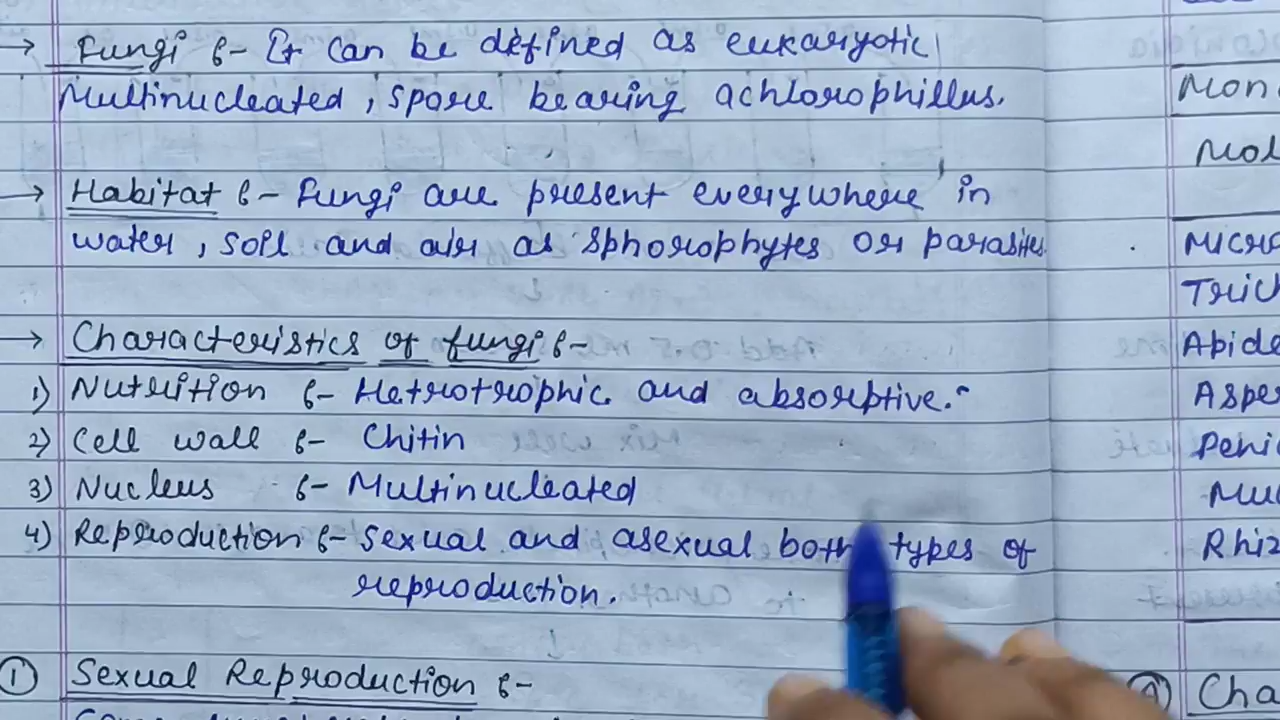 → Fungi :- It can be defined as eukaryotic
Multinucleated, spore bearing achlorophillus.
→ Habitat :- Fungi are present everywhere in
water, soil and air as sphorophytes or parasites
→ Characteristics of fungi :-
1) Nutrition :- Hetrotrophic and absorptive.
2) Cell wall :- Chitin
3) Nucleus :- Multinucleated
4) Reproduction :- Sexual and asexual both types of
reproduction.
① Sexual Reproduction :-
Mon
Mol
Micro
Trich
Abide
Asper
Peni
Mu
Rhiz
Cha